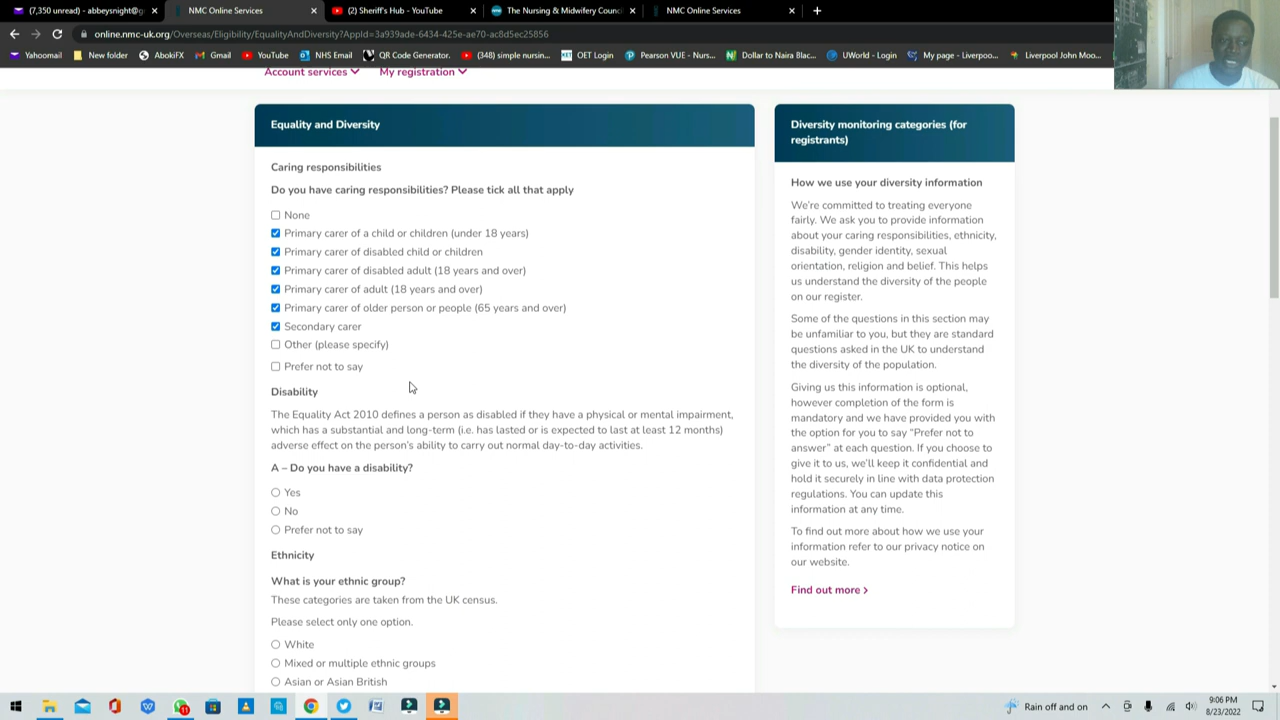 (7,350 unread) - abbeysnight@g
NMC Online Services
(2) Sheriff's Hub - YouTube
The Nursing & Midwifery Counc
NMC Online Services
online.nmc-uk.org/Overseas/Eligibility/EqualityAndDiversity?AppId=3a939ade-6434-425e-ae70-ac8d5ec25856
Yahoomail New folder AbokiFX Gmail YouTube NHS Email QR Code Generator. (348) simple nursin... OET Login Pearson VUE - Nurs... Dollar to Naira Blac... UWorld - Login My page - Liverpoo... Liverpool John Moo...
Account services My registration
Equality and Diversity
Caring responsibilities
Do you have caring responsibilities? Please tick all that apply
None
Primary carer of a child or children (under 18 years)
Primary carer of disabled child or children
Primary carer of disabled adult (18 years and over)
Primary carer of adult (18 years and over)
Primary carer of older person or people (65 years and over)
Secondary carer
Other (please specify)
Prefer not to say
Disability
The Equality Act 2010 defines a person as disabled if they have a physical or mental impairment,
which has a substantial and long-term (i.e. has lasted or is expected to last at least 12 months)
adverse effect on the person's ability to carry out normal day-to-day activities.
A – Do you have a disability?
Yes
No
Prefer not to say
Ethnicity
What is your ethnic group?
These categories are taken from the UK census.
Please select only one option.
White
Mixed or multiple ethnic groups
Asian or Asian British
Diversity monitoring categories (for
registrants)
How we use your diversity information
We're committed to treating everyone
fairly. We ask you to provide information
about your caring responsibilities, ethnicity,
disability, gender identity, sexual
orientation, religion and belief. This helps
us understand the diversity of the people
on our register.
Some of the questions in this section may
be unfamiliar to you, but they are standard
questions asked in the UK to understand
the diversity of the population.
Giving us this information is optional,
however completion of the form is
mandatory and we have provided you with
the option for you to say "Prefer not to
answer" at each question. If you choose to
give it to us, we'll keep it confidential and
hold it securely in line with data protection
regulations. You can update this
information at any time.
To find out more about how we use your
information refer to our privacy notice on
our website.
Find out more
11
Rain off and on
9:06 PM
8/23/2022